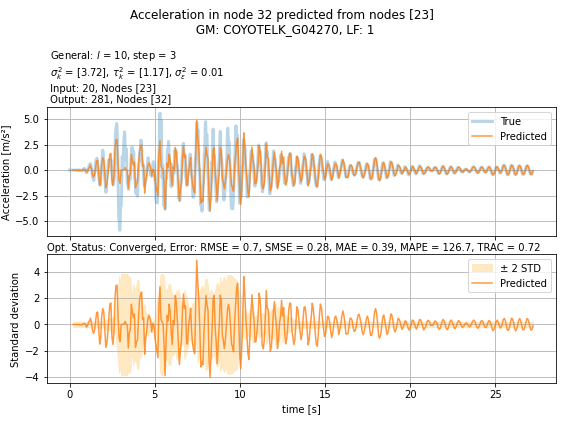 Acceleration in node 32 predicted from nodes [23]
GM: COYOTELK_G04270, LF: 1
General: l = 10, step = 3
σ²ₖ = [3.72], τ²ₖ = [1.17], σ²ε = 0.01
Input: 20, Nodes [23]
Output: 281, Nodes [32]
Acceleration [m/s²]
5.0
2.5
0.0
−2.5
−5.0
True
Predicted
Opt. Status: Converged, Error: RMSE = 0.7, SMSE = 0.28, MAE = 0.39, MAPE = 126.7, TRAC = 0.72
Standard deviation
4
2
0
−2
−4
± 2 STD
Predicted
0
5
10
15
20
25
time [s]